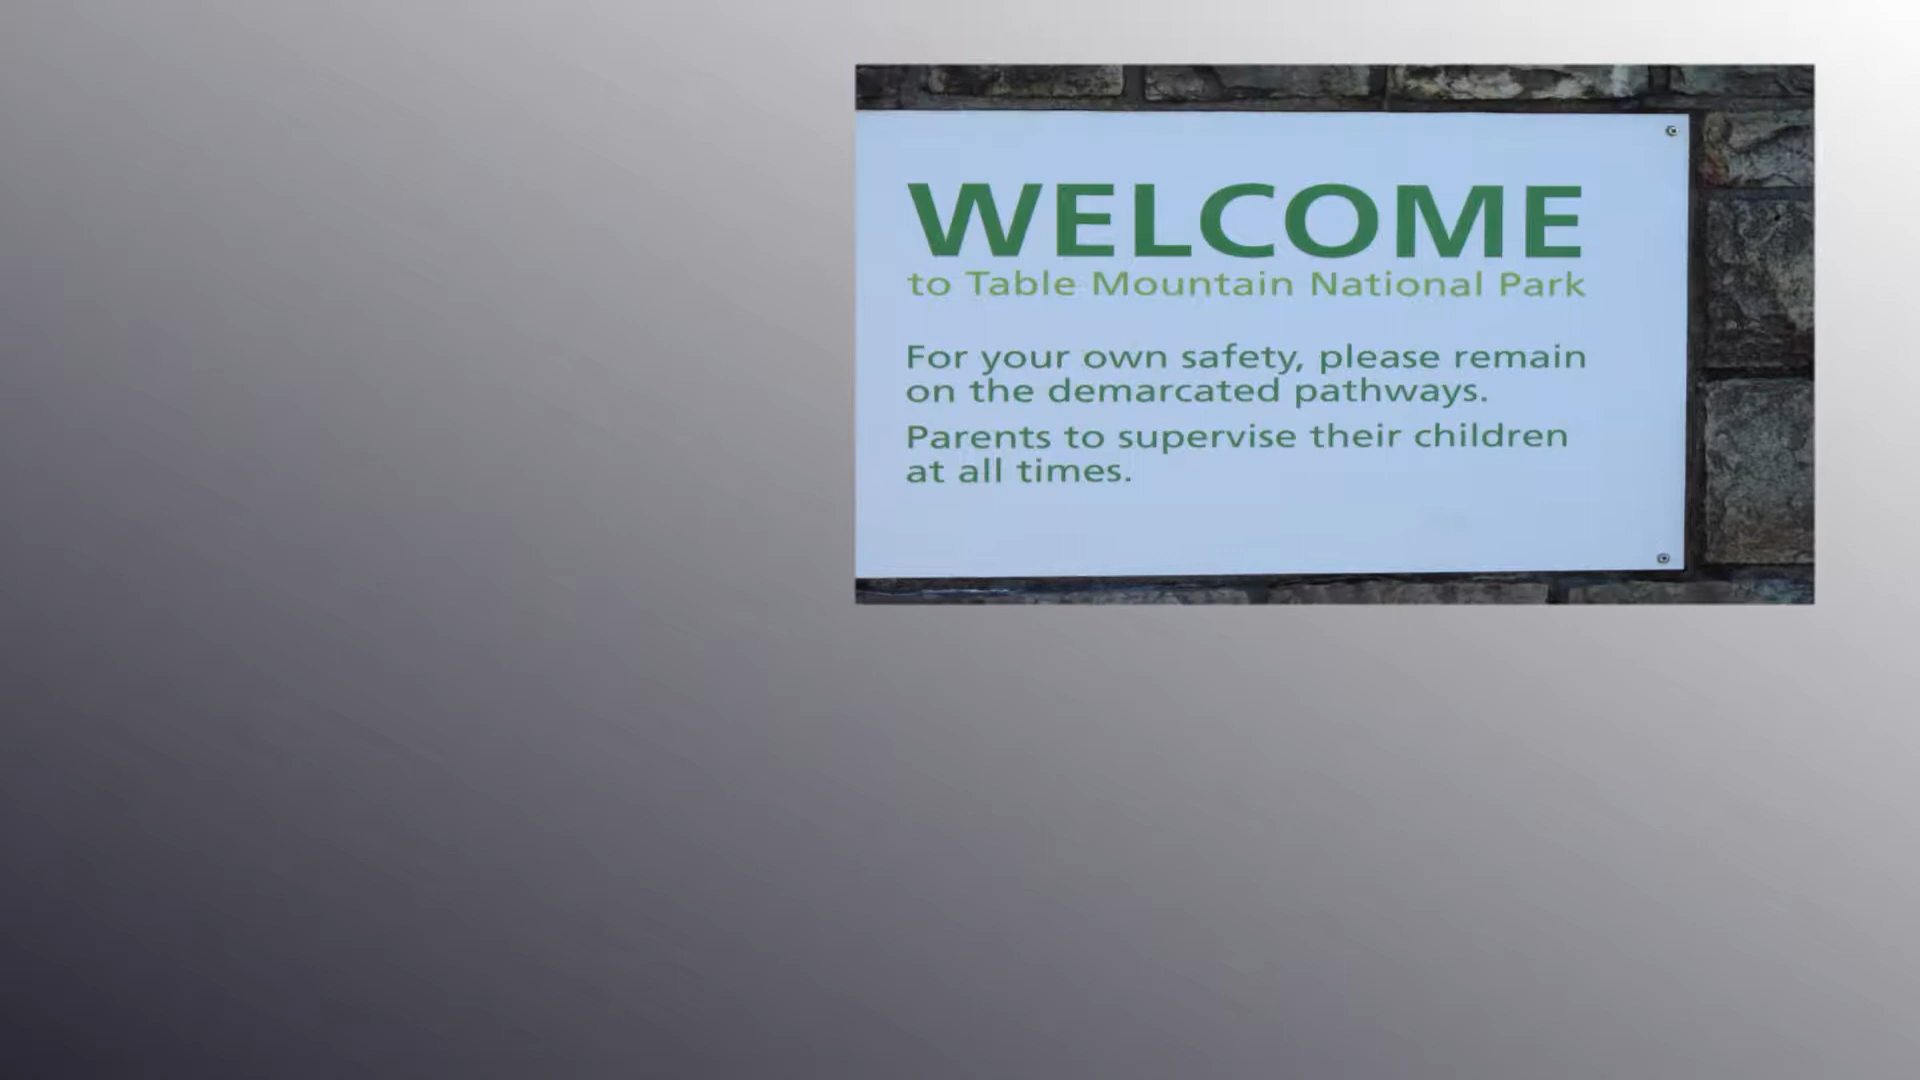 WELCOME
to Table Mountain National Park
For your own safety, please remain
on the demarcated pathways.
Parents to supervise their children
at all times.